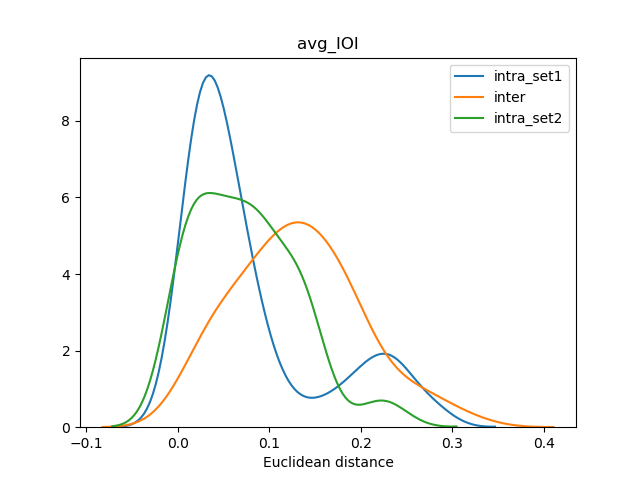 avg_IOI
intra_set1
inter
intra_set2
8
6
4
2
0
−0.1
0.0
0.1
0.2
0.3
0.4
Euclidean distance